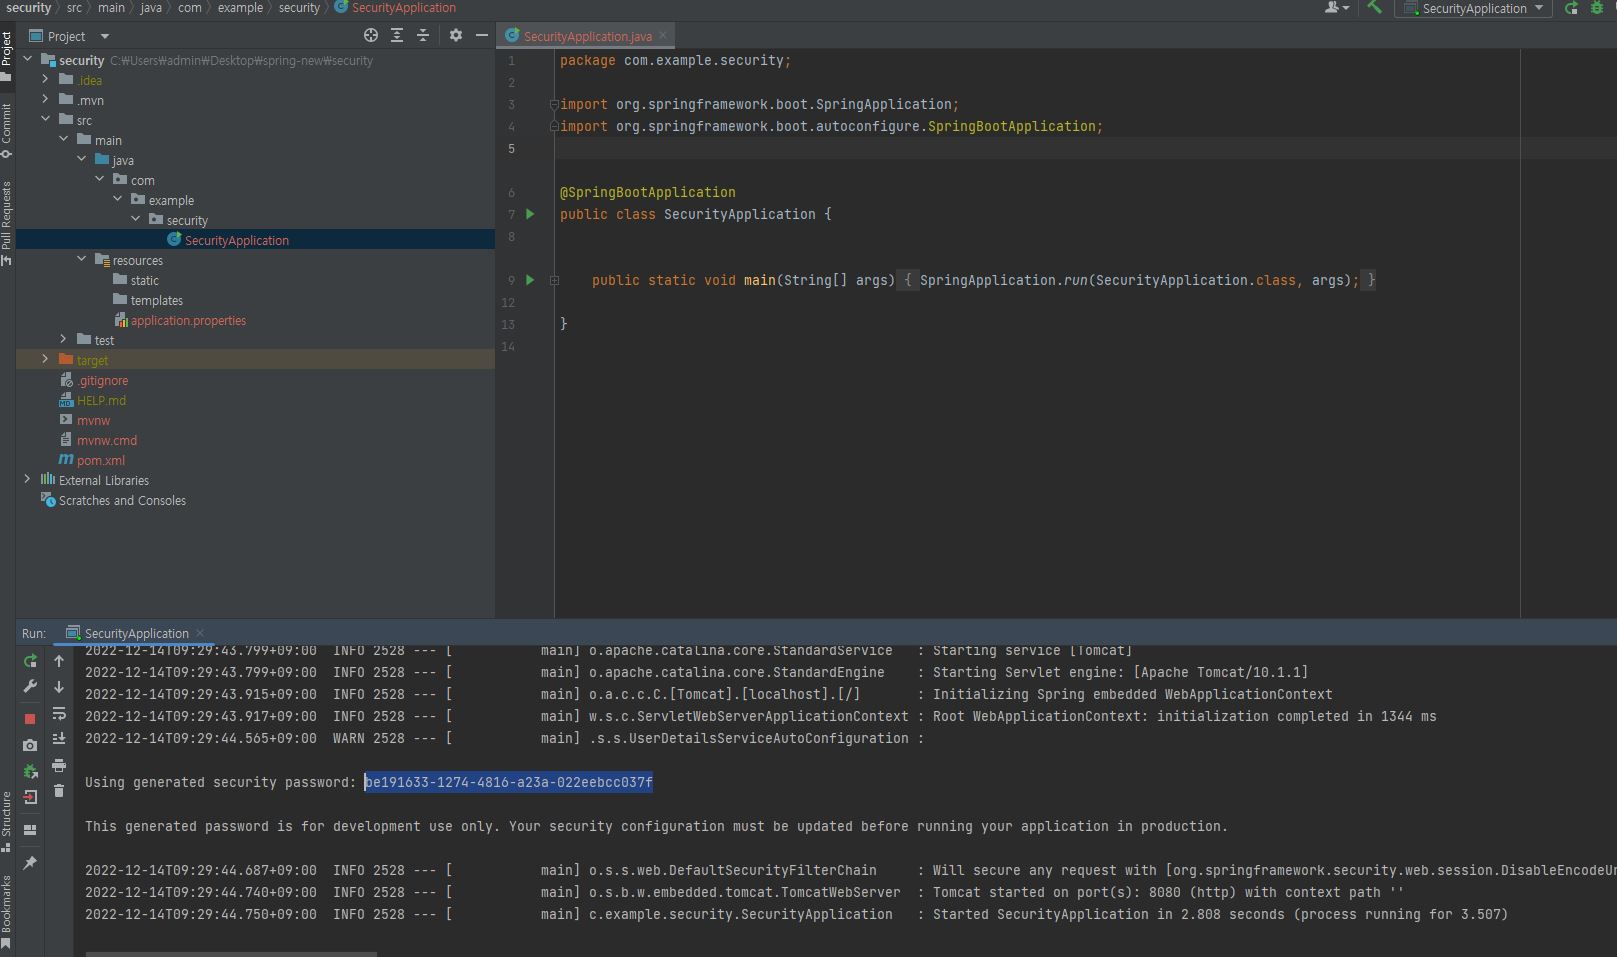 security 〉 src 〉 main 〉 java 〉 com 〉 example 〉 security 〉 SecurityApplication
SecurityApplication
Project
SecurityApplication.java
Project
Commit
Pull Requests
Structure
Bookmarks
security C:₩Users₩admin₩Desktop₩spring-new₩security
.idea
.mvn
src
main
java
com
example
security
SecurityApplication
resources
static
templates
application.properties
test
target
.gitignore
HELP.md
mvnw
mvnw.cmd
pom.xml
External Libraries
Scratches and Consoles
1 package com.example.security;
2
3 import org.springframework.boot.SpringApplication;
4 import org.springframework.boot.autoconfigure.SpringBootApplication;
5
6 @SpringBootApplication
7 public class SecurityApplication {
8
9 public static void main(String[] args) { SpringApplication.run(SecurityApplication.class, args); }
12
13 }
14
Run: SecurityApplication
2022-12-14T09:29:43.799+09:00  INFO 2528 --- [           main] o.apache.catalina.core.StandardService   : Starting service [Tomcat]
2022-12-14T09:29:43.799+09:00  INFO 2528 --- [           main] o.apache.catalina.core.StandardEngine    : Starting Servlet engine: [Apache Tomcat/10.1.1]
2022-12-14T09:29:43.915+09:00  INFO 2528 --- [           main] o.a.c.c.C.[Tomcat].[localhost].[/]       : Initializing Spring embedded WebApplicationContext
2022-12-14T09:29:43.917+09:00  INFO 2528 --- [           main] w.s.c.ServletWebServerApplicationContext : Root WebApplicationContext: initialization completed in 1344 ms
2022-12-14T09:29:44.565+09:00  WARN 2528 --- [           main] .s.s.UserDetailsServiceAutoConfiguration :
Using generated security password: be191633-1274-4816-a23a-022eebcc037f
This generated password is for development use only. Your security configuration must be updated before running your application in production.
2022-12-14T09:29:44.687+09:00  INFO 2528 --- [           main] o.s.s.web.DefaultSecurityFilterChain     : Will secure any request with [org.springframework.security.web.session.DisableEncodeUr
2022-12-14T09:29:44.740+09:00  INFO 2528 --- [           main] o.s.b.w.embedded.tomcat.TomcatWebServer  : Tomcat started on port(s): 8080 (http) with context path ''
2022-12-14T09:29:44.750+09:00  INFO 2528 --- [           main] c.example.security.SecurityApplication   : Started SecurityApplication in 2.808 seconds (process running for 3.507)